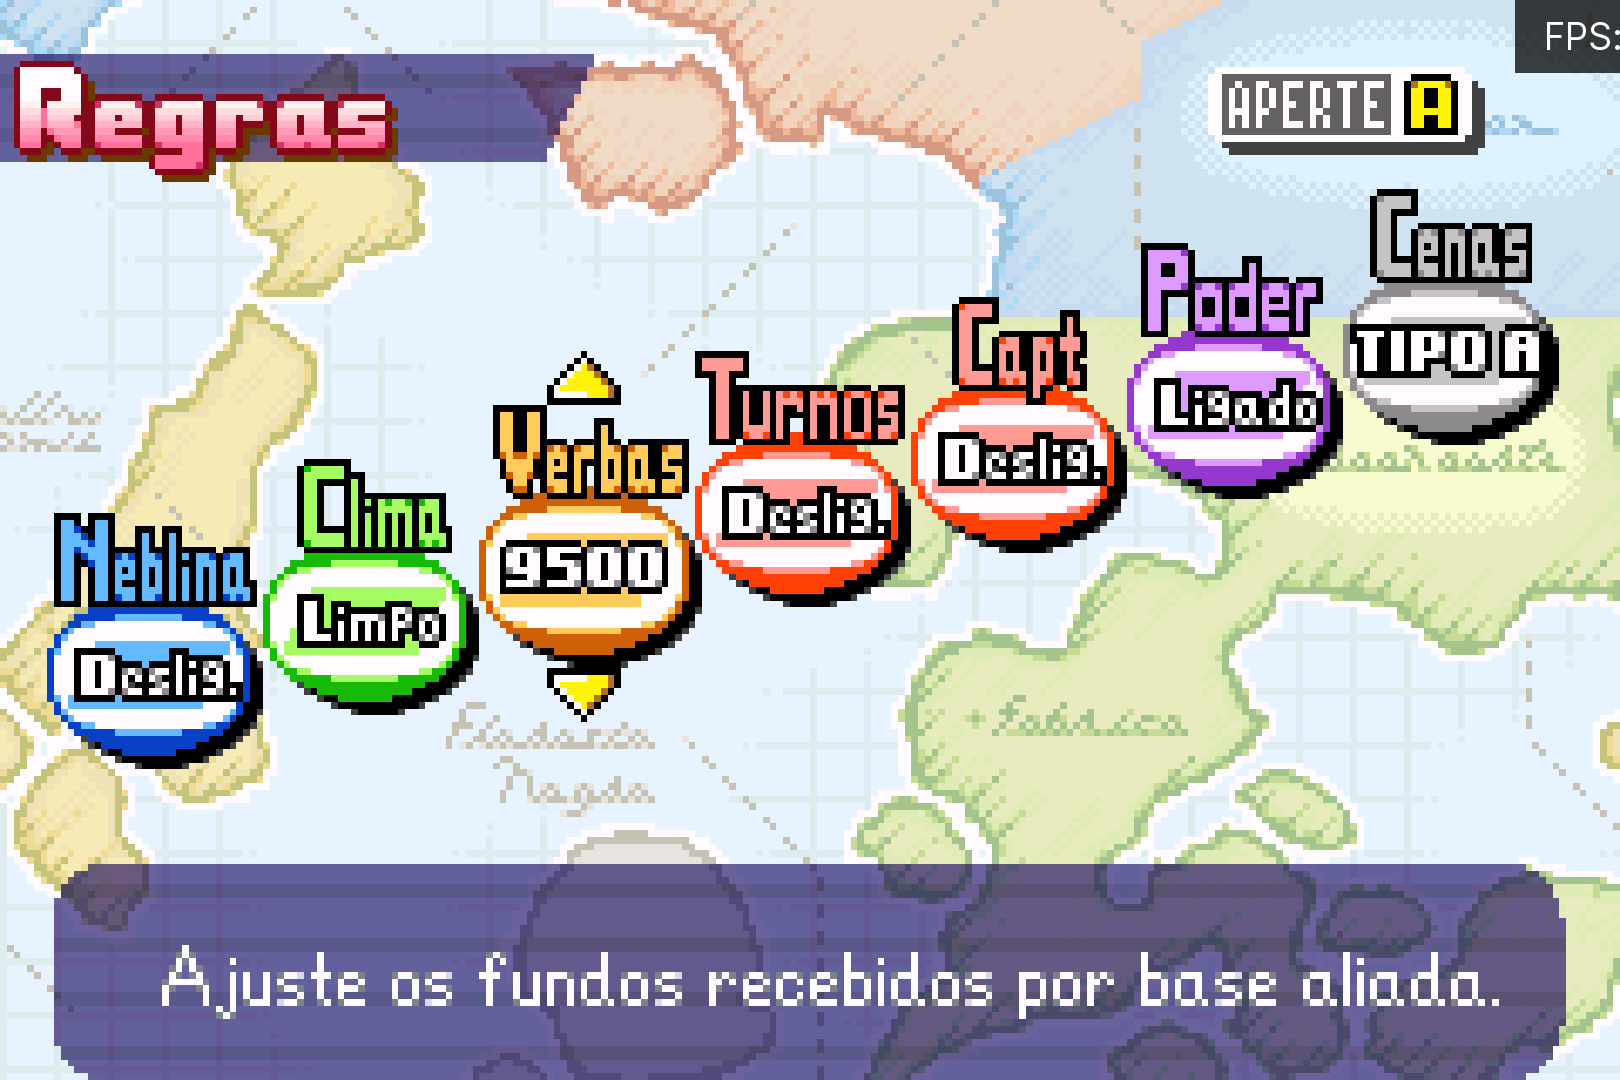 FPS:
Regras
APERTE A
Cenas
TIPO A
Poder
Ligado
Capt
Deslig.
Turnos
Deslig.
Verbas
9500
Clima
Limpo
Neblina
Deslig.
Ajuste os fundos recebidos por base aliada.